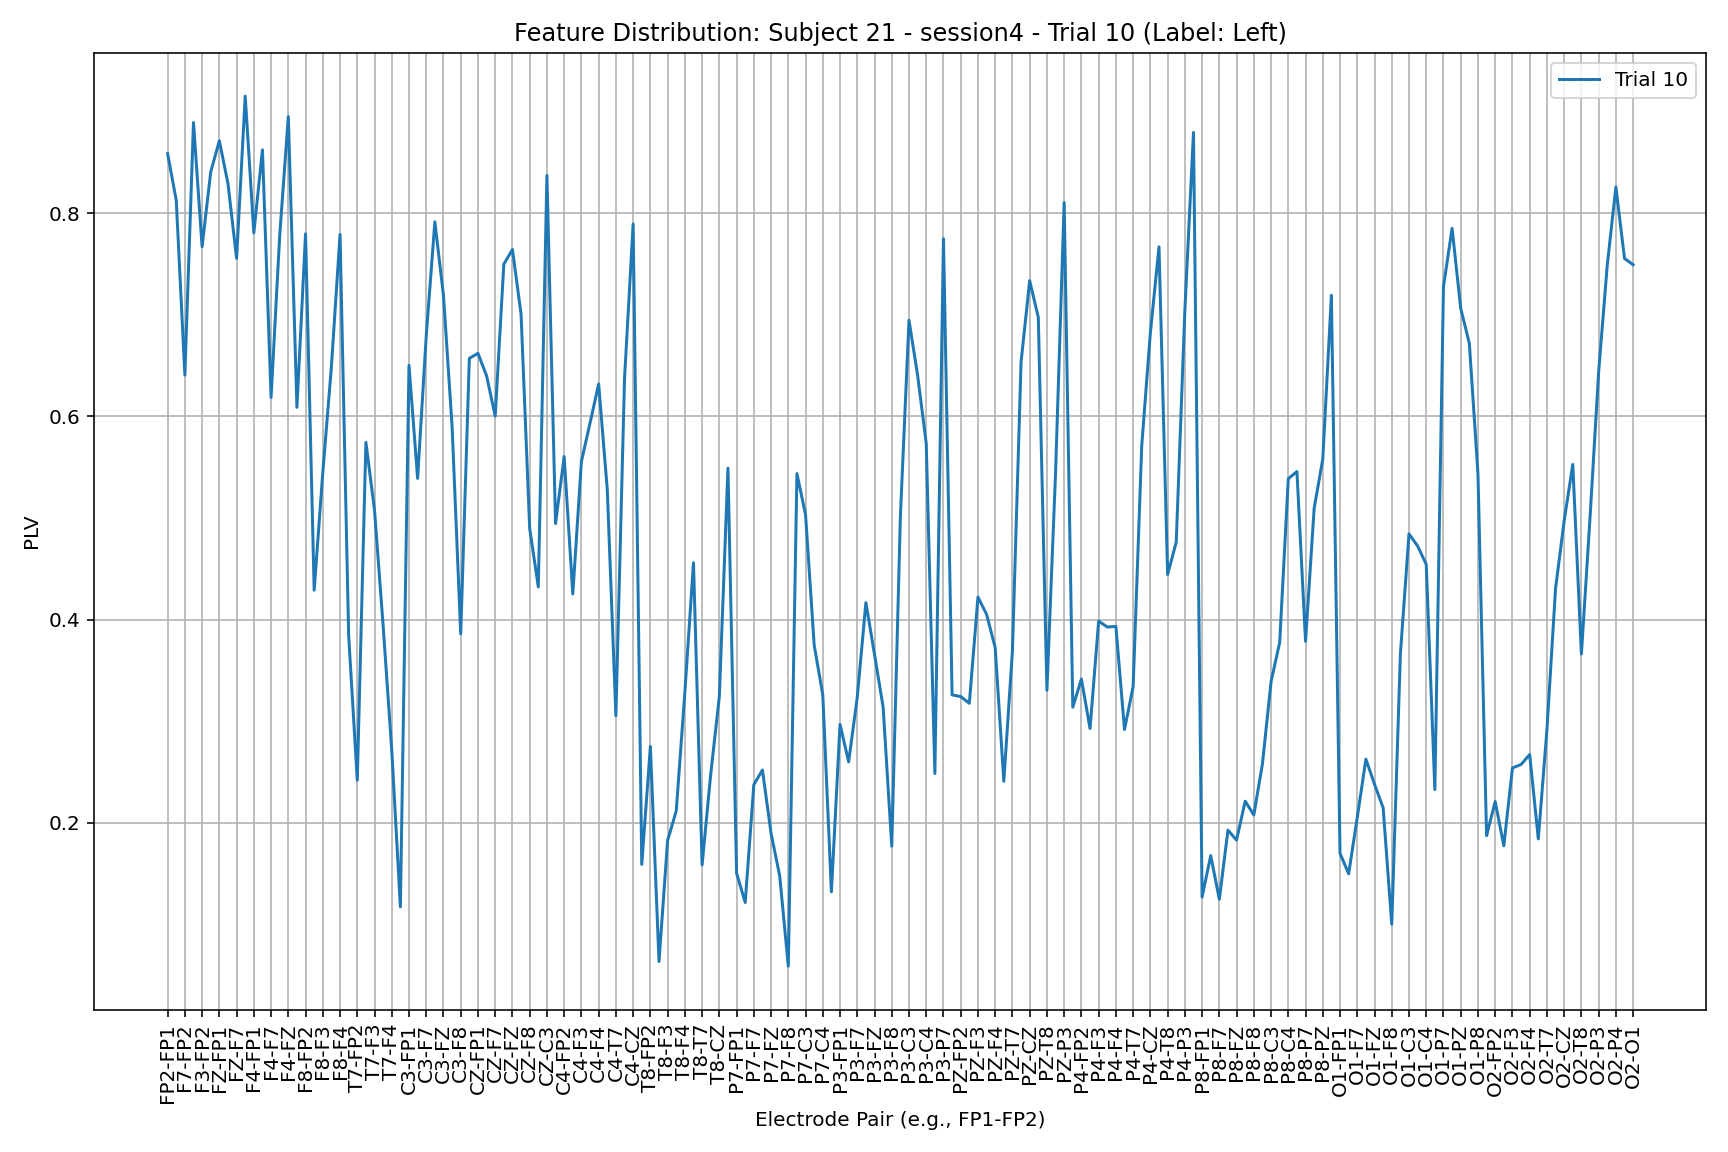 Feature Distribution: Subject 21 - session4 - Trial 10 (Label: Left)
Trial 10
PLV
0.8
0.6
0.4
0.2
FP2-FP1
F7-FP2
F3-FP2
FZ-FP1
FZ-F7
F4-FP1
F4-F7
F4-FZ
F8-FP2
F8-F3
F8-F4
T7-FP2
T7-F3
T7-F4
C3-FP1
C3-F7
C3-FZ
C3-F8
CZ-FP1
CZ-F7
CZ-FZ
CZ-F8
CZ-C3
C4-FP2
C4-F3
C4-F4
C4-T7
C4-CZ
T8-FP2
T8-F3
T8-F4
T8-T7
T8-CZ
P7-FP1
P7-F7
P7-FZ
P7-F8
P7-C3
P7-C4
P3-FP1
P3-F7
P3-FZ
P3-F8
P3-C3
P3-C4
P3-P7
PZ-FP2
PZ-F3
PZ-F4
PZ-T7
PZ-CZ
PZ-T8
PZ-P3
P4-FP2
P4-F3
P4-F4
P4-T7
P4-CZ
P4-T8
P4-P3
P8-FP1
P8-F7
P8-FZ
P8-F8
P8-C3
P8-C4
P8-P7
P8-PZ
O1-FP1
O1-F7
O1-FZ
O1-F8
O1-C3
O1-C4
O1-P7
O1-PZ
O1-P8
O2-FP2
O2-F3
O2-F4
O2-T7
O2-CZ
O2-T8
O2-P3
O2-P4
O2-O1
Electrode Pair (e.g., FP1-FP2)